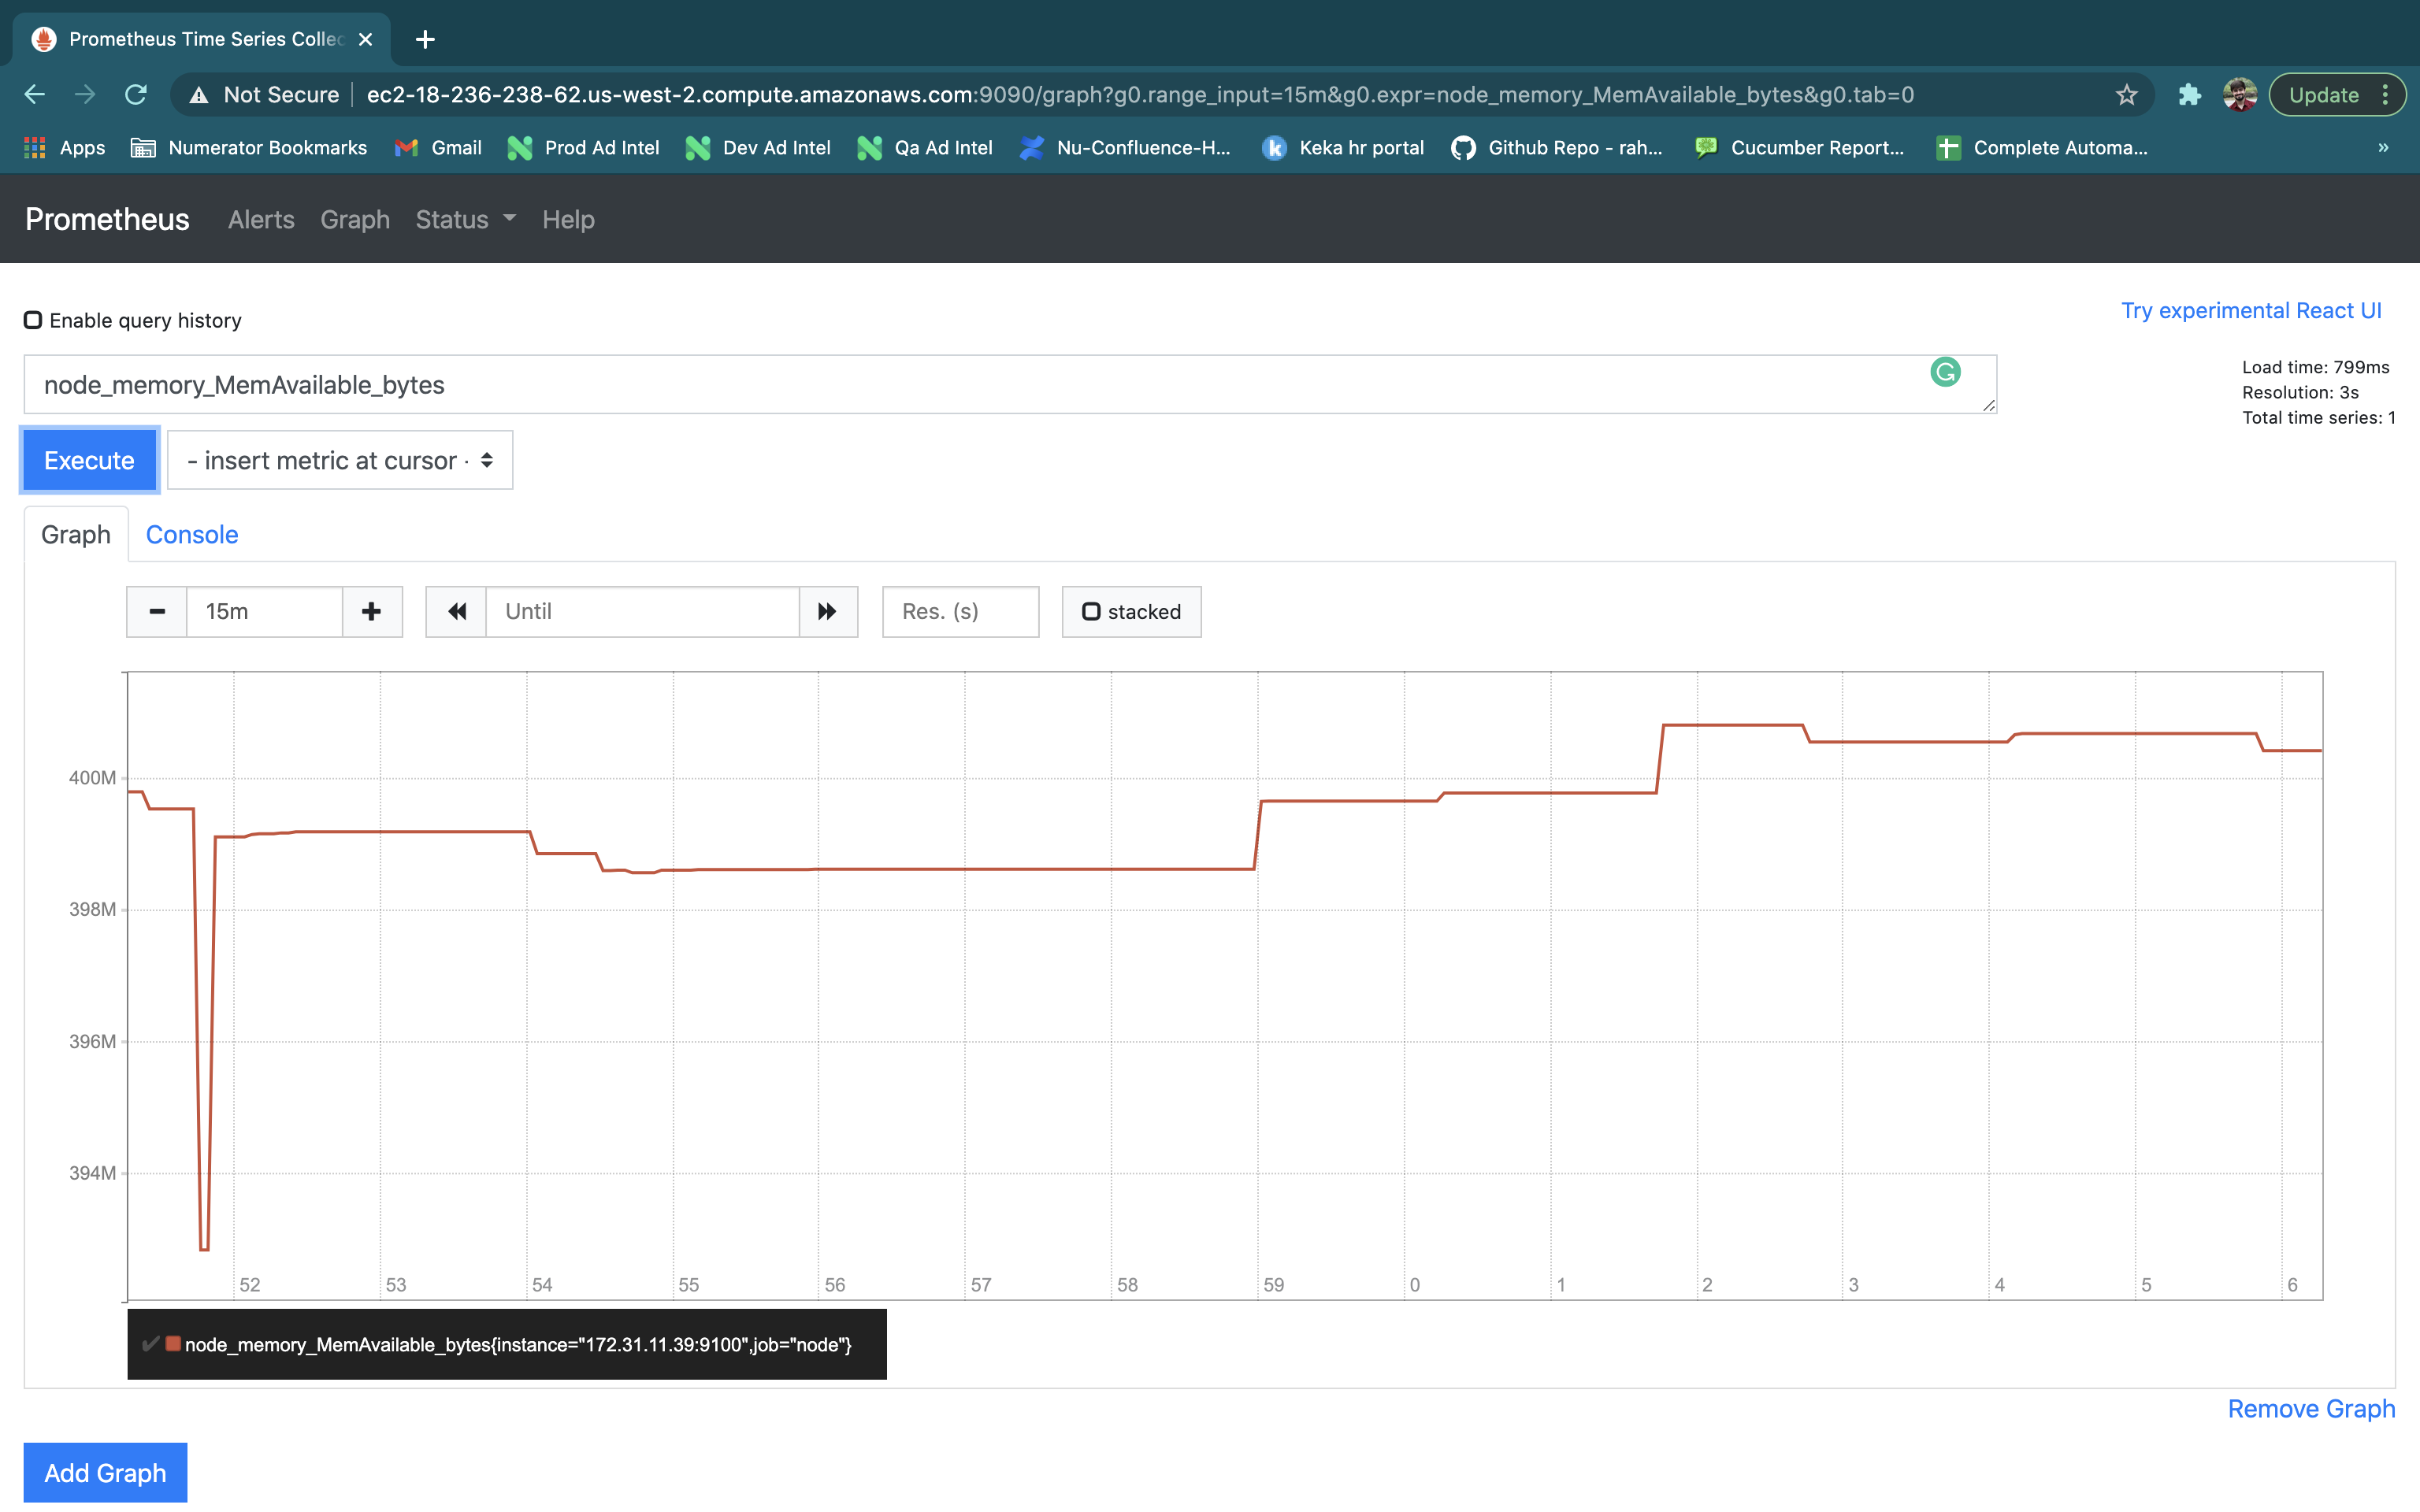 Prometheus Time Series Collec
Not Secure
ec2-18-236-238-62.us-west-2.compute.amazonaws.com:9090/graph?g0.range_input=15m&g0.expr=node_memory_MemAvailable_bytes&g0.tab=0
Update
Apps
Numerator Bookmarks
Gmail
Prod Ad Intel
Dev Ad Intel
Qa Ad Intel
Nu-Confluence-H...
Keka hr portal
Github Repo - rah...
Cucumber Report...
Complete Automa...
»
Prometheus
Alerts
Graph
Status
Help
Enable query history
Try experimental React UI
node_memory_MemAvailable_bytes
Load time: 799ms
Resolution: 3s
Total time series: 1
Execute
- insert metric at cursor -
Graph
Console
15m
Until
Res. (s)
stacked
400M
398M
396M
394M
52 53 54 55 56 57 58 59 0 1 2 3 4 5 6
node_memory_MemAvailable_bytes{instance="172.31.11.39:9100",job="node"}
Remove Graph
Add Graph